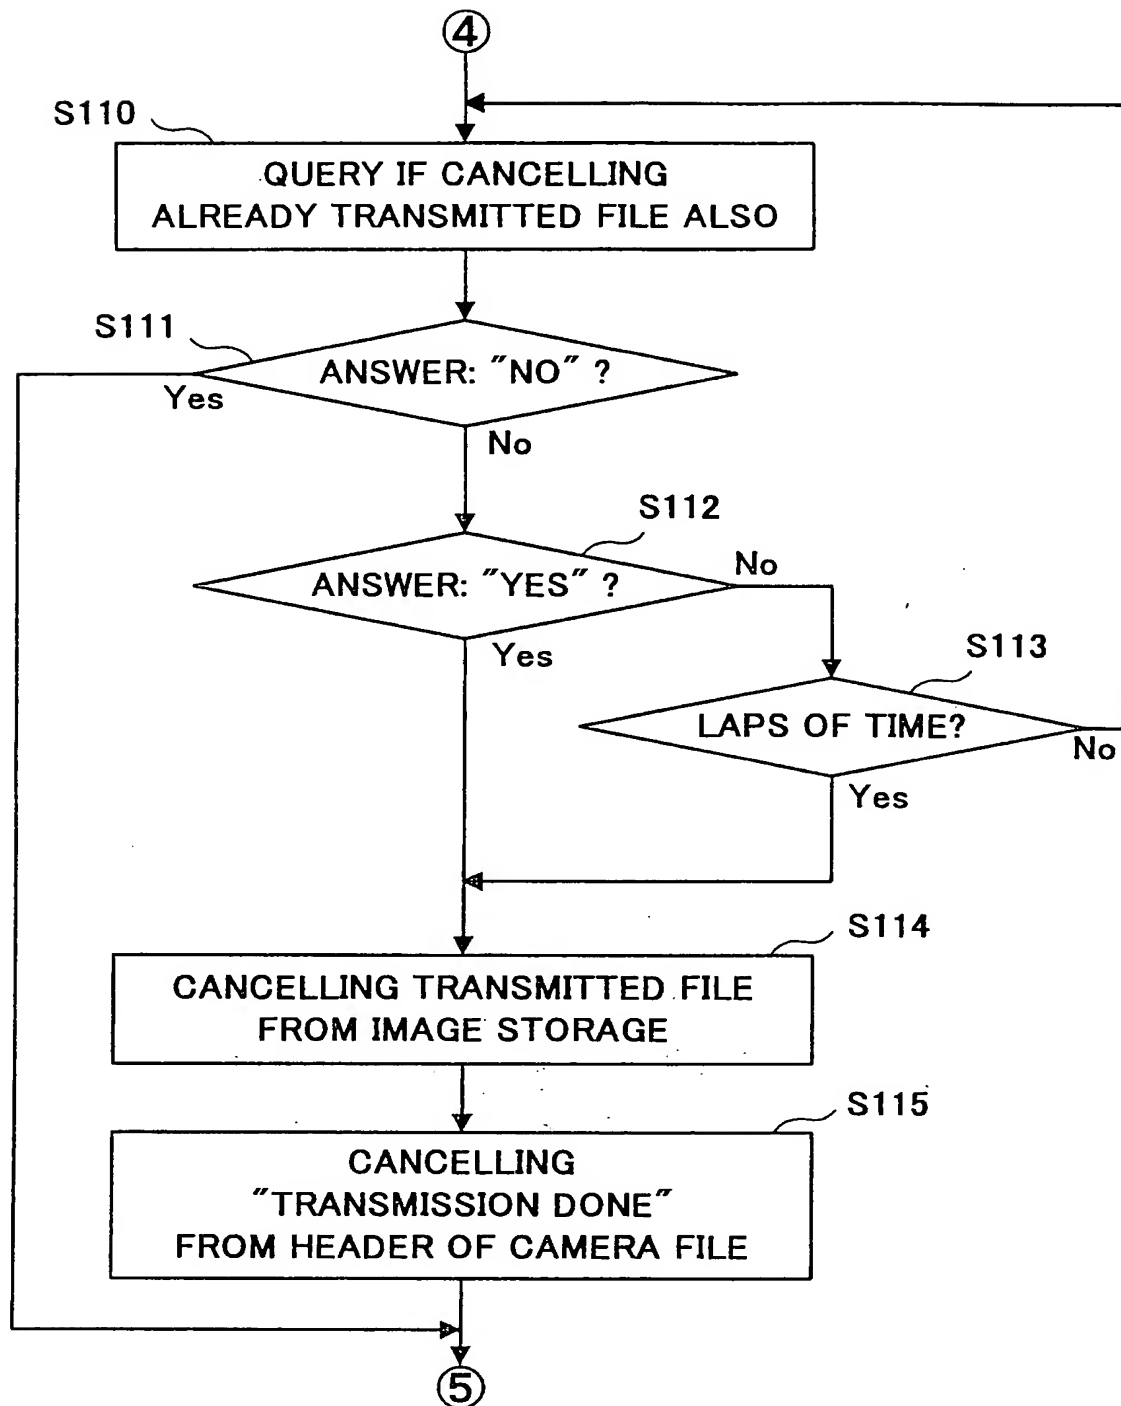 ④
S110
QUERY IF CANCELLING
ALREADY TRANSMITTED FILE ALSO
S111
ANSWER: "NO" ?
Yes
No
S112
ANSWER: "YES" ?
No
Yes
S113
LAPS OF TIME?
No
Yes
S114
CANCELLING TRANSMITTED FILE
FROM IMAGE STORAGE
S115
CANCELLING
"TRANSMISSION DONE"
FROM HEADER OF CAMERA FILE
⑤